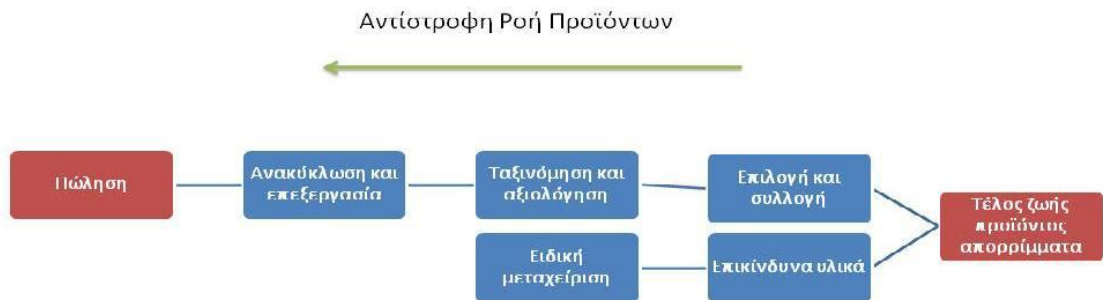 Αντίστροφη Ροή Προϊόντων
Πώληση
Ανακύκλωση και
επεξεργασία
Ταξινόμηση και
αξιολόγηση
Επιλογή και
συλλογή
Τέλος ζωής
προϊόντος
απορρίμματα
Ειδική
μεταχείριση
Επικίνδυνα υλικά